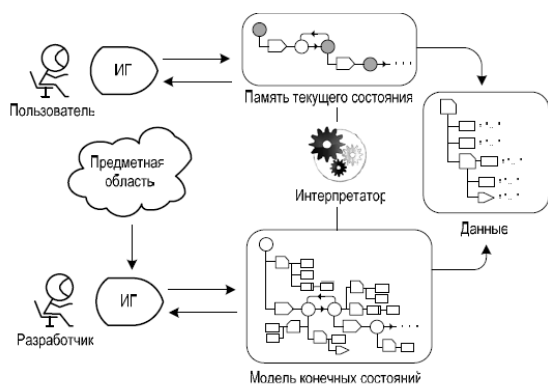 ИГ
Пользователь
Память текущего состояния
Предметная
область
Интерпретатор
Данные
ИГ
Разработчик
Модель конечных состояний